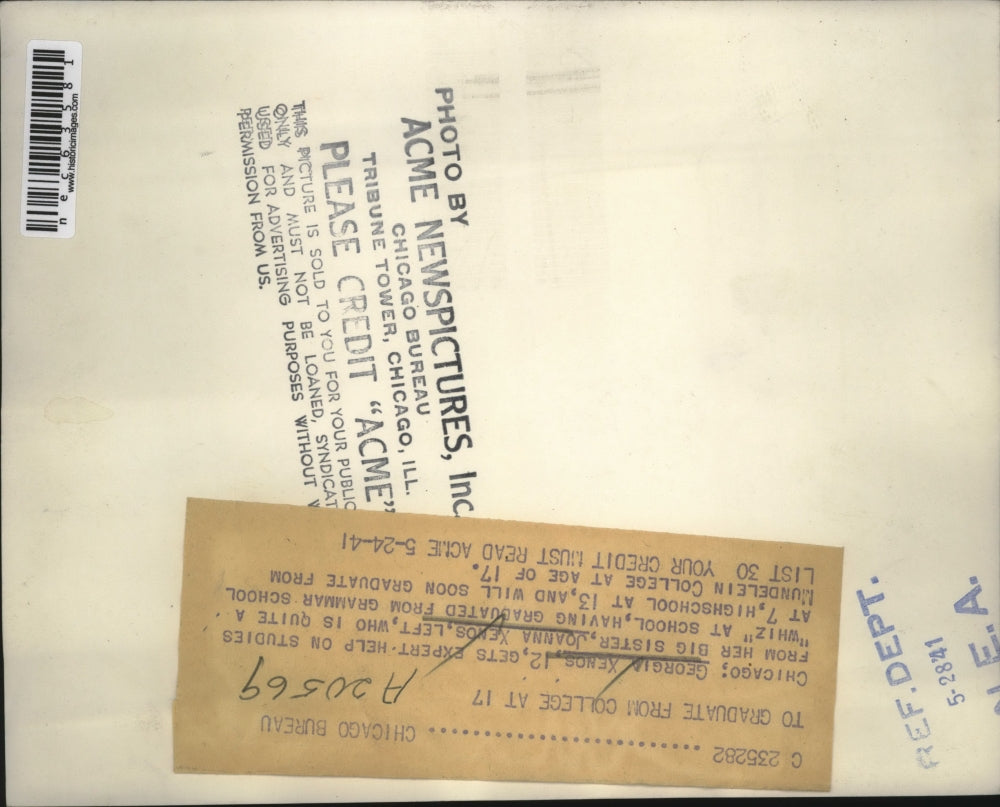 necc63581
www.historicimages.com
PHOTO BY
ACME NEWSPICTURES, Inc.
CHICAGO BUREAU
TRIBUNE TOWER, CHICAGO, ILL.
PLEASE CREDIT "ACME"
THIS PICTURE IS SOLD TO YOU FOR YOUR PUBLIC
ONLY AND MUST NOT BE LOANED, SYNDICAT
USED FOR ADVERTISING PURPOSES WITHOUT W
PERMISSION FROM US.
C 235282 .......................... CHICAGO BUREAU
TO GRADUATE FROM COLLEGE AT 17
A20569
CHICAGO; GEORGIA XENOS, 12, GETS EXPERT HELP ON STUDIES
FROM HER BIG SISTER, JOANNA XENOS, LEFT, WHO IS QUITE A
"WHIZ" AT SCHOOL, HAVING GRADUATED FROM GRAMMAR SCHOOL
AT 7, HIGHSCHOOL AT 13, AND WILL SOON GRADUATE FROM
MUNDELEIN COLLEGE AT AGE OF 17.
LIST 30 YOUR CREDIT MUST READ ACME 5-24-41
REF. DEPT.
5-28-41
N. E. A.